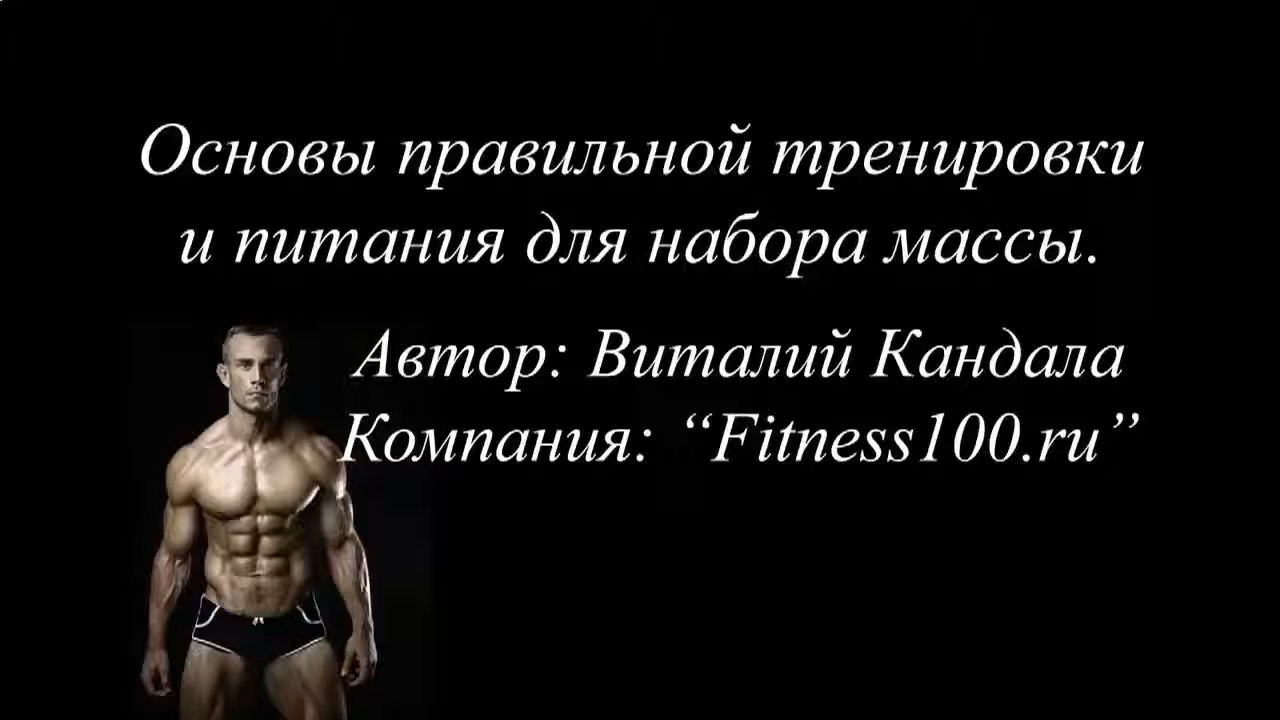 Основы правильной тренировки
и питания для набора массы.
Автор: Виталий Кандала
Компания: “Fitness100.ru”